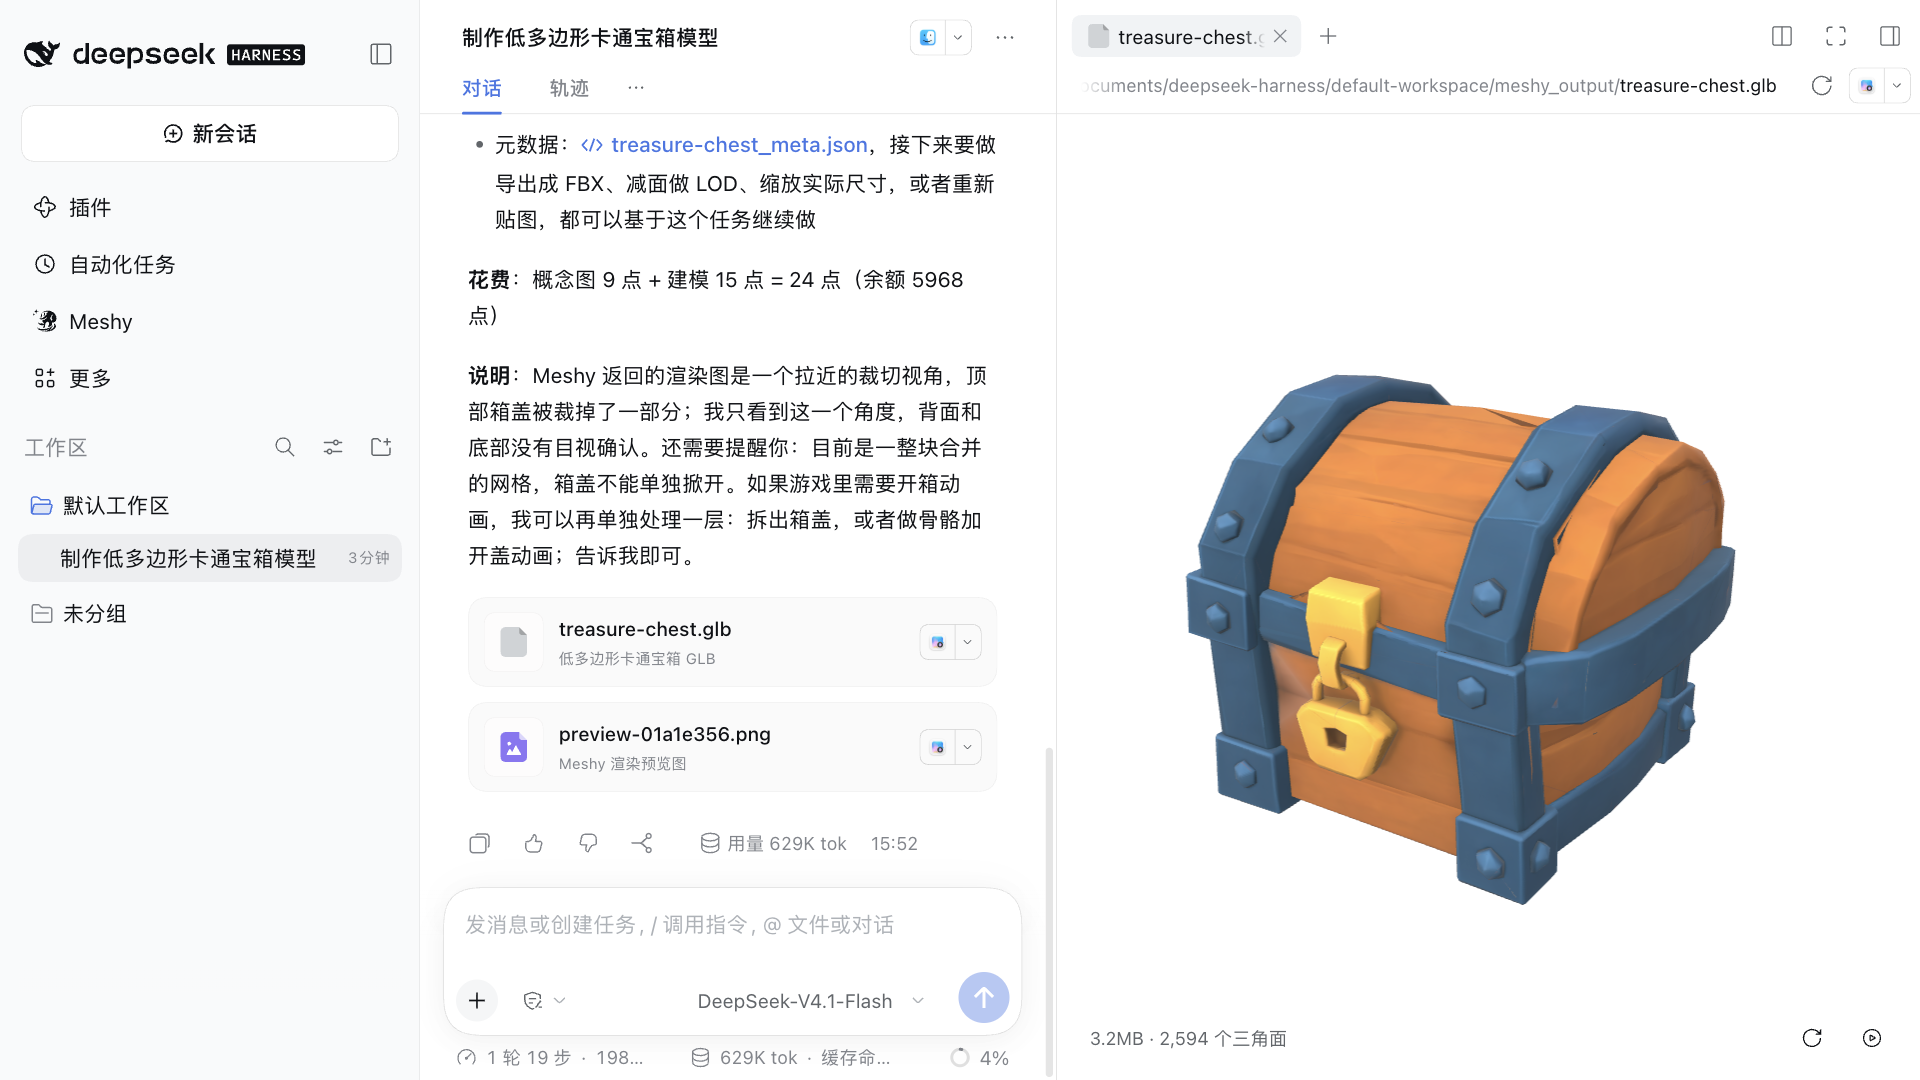 deepseek HARNESS
新会话
插件
自动化任务
Meshy
更多
工作区
默认工作区
制作低多边形卡通宝箱模型 3分钟
未分组
制作低多边形卡通宝箱模型
对话 轨迹 ···
• 元数据：</> treasure-chest_meta.json，接下来要做
导出成 FBX、减面做 LOD、缩放实际尺寸，或者重新
贴图，都可以基于这个任务继续做
花费：概念图 9 点 + 建模 15 点 = 24 点（余额 5968
点）
说明：Meshy 返回的渲染图是一个拉近的裁切视角，顶
部箱盖被裁掉了一部分；我只看到这一个角度，背面和
底部没有目视确认。还需要提醒你：目前是一整块合并
的网格，箱盖不能单独掀开。如果游戏里需要开箱动
画，我可以再单独处理一层：拆出箱盖，或者做骨骼加
开盖动画；告诉我即可。
treasure-chest.glb
低多边形卡通宝箱 GLB
preview-01a1e356.png
Meshy 渲染预览图
用量 629K tok 15:52
发消息或创建任务, / 调用指令, @ 文件或对话
DeepSeek-V4.1-Flash
1 轮 19 步 · 198... 629K tok · 缓存命... 4%
treasure-chest.
ocuments/deepseek-harness/default-workspace/meshy_output/treasure-chest.glb
3.2MB · 2,594 个三角面